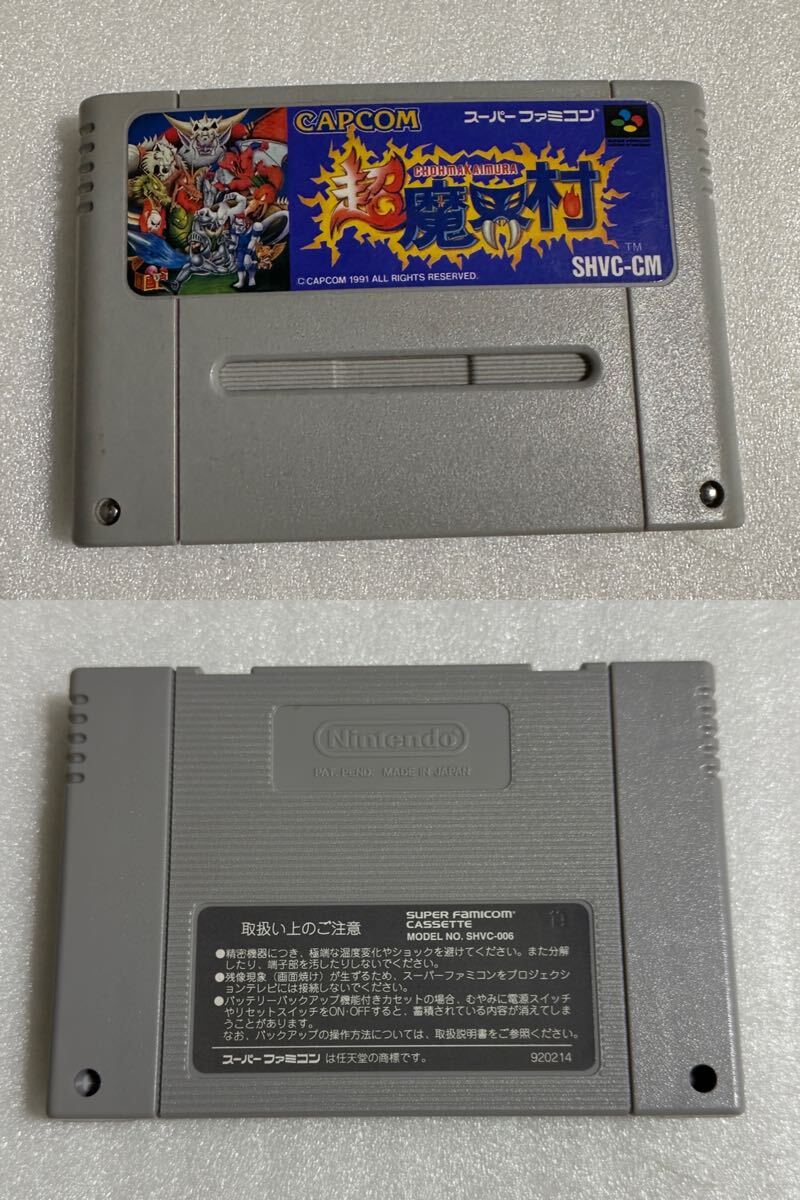 CAPCOM
スーパーファミコン
CHOHMAKAIMURA
超魔界村
TM
©CAPCOM 1991 ALL RIGHTS RESERVED.
SHVC-CM
Nintendo
PAT. PEND. MADE IN JAPAN
取扱い上のご注意
SUPER FAMICOM
CASSETTE
MODEL NO. SHVC-006
●精密機器につき、極端な温度変化やショックを避けてください。また分解
したり、端子部を汚したりしないでください。
●残像現象(画面焼け)が生ずるため、スーパーファミコンをプロジェクシ
ョンテレビには接続しないでください。
●バッテリーバックアップ機能付きカセットの場合、むやみに電源スイッチ
やリセットスイッチをON・OFFすると、蓄積されている内容が消えてしま
うことがあります。
なお、バックアップの操作方法については、取扱説明書をご参照ください。
スーパーファミコン は任天堂の商標です。
920214